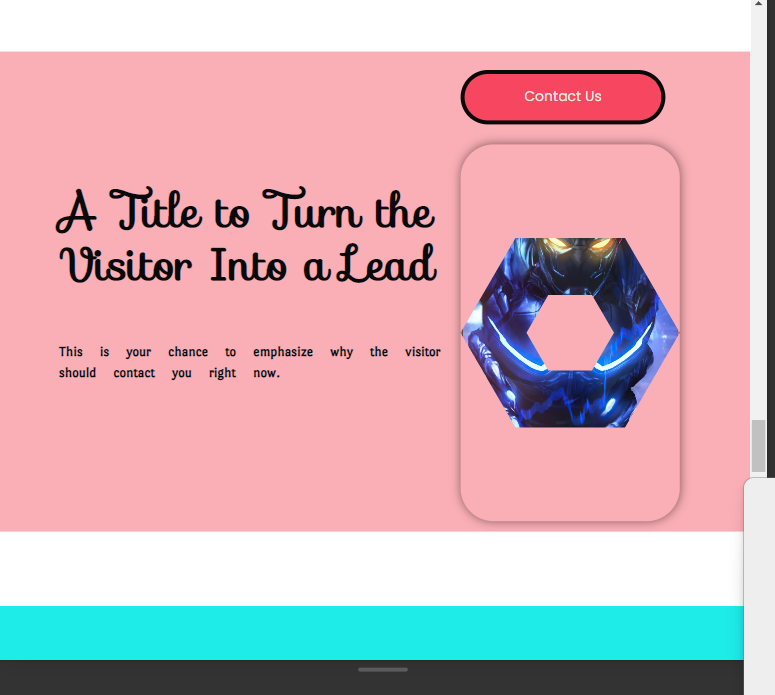 Contact Us
A Title to Turn the
Visitor Into a Lead
This is your chance to emphasize why the visitor
should contact you right now.